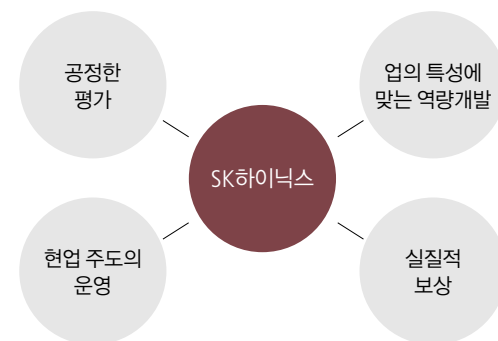 공정한
평가
업의 특성에
맞는 역량개발
SK하이닉스
현업 주도의
운영
실질적
보상